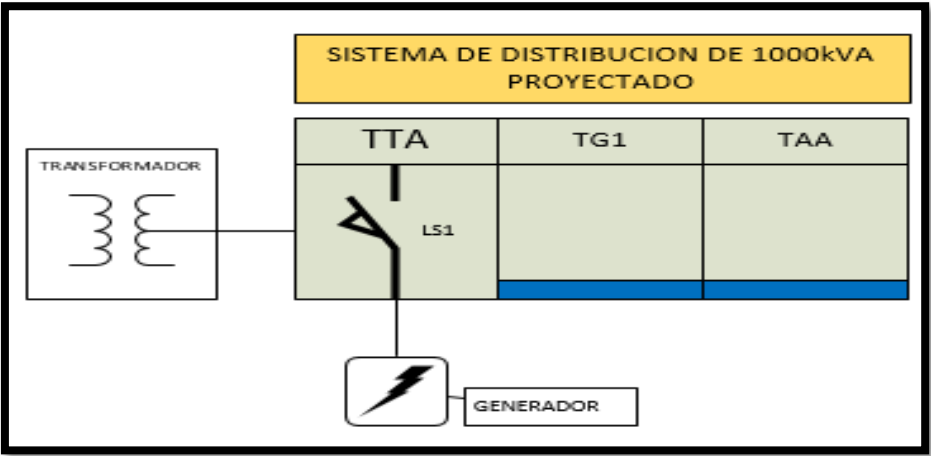 SISTEMA DE DISTRIBUCION DE 1000kVA
PROYECTADO
TTA
TG1
TAA
TRANSFORMADOR
LS1
GENERADOR